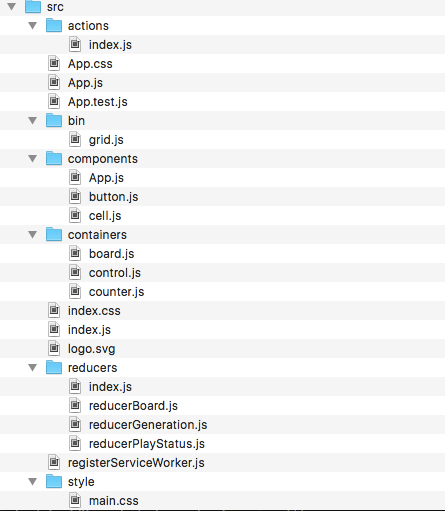 src
actions
index.js
App.css
App.js
App.test.js
bin
grid.js
components
App.js
button.js
cell.js
containers
board.js
control.js
counter.js
index.css
index.js
logo.svg
reducers
index.js
reducerBoard.js
reducerGeneration.js
reducerPlayStatus.js
registerServiceWorker.js
style
main.css